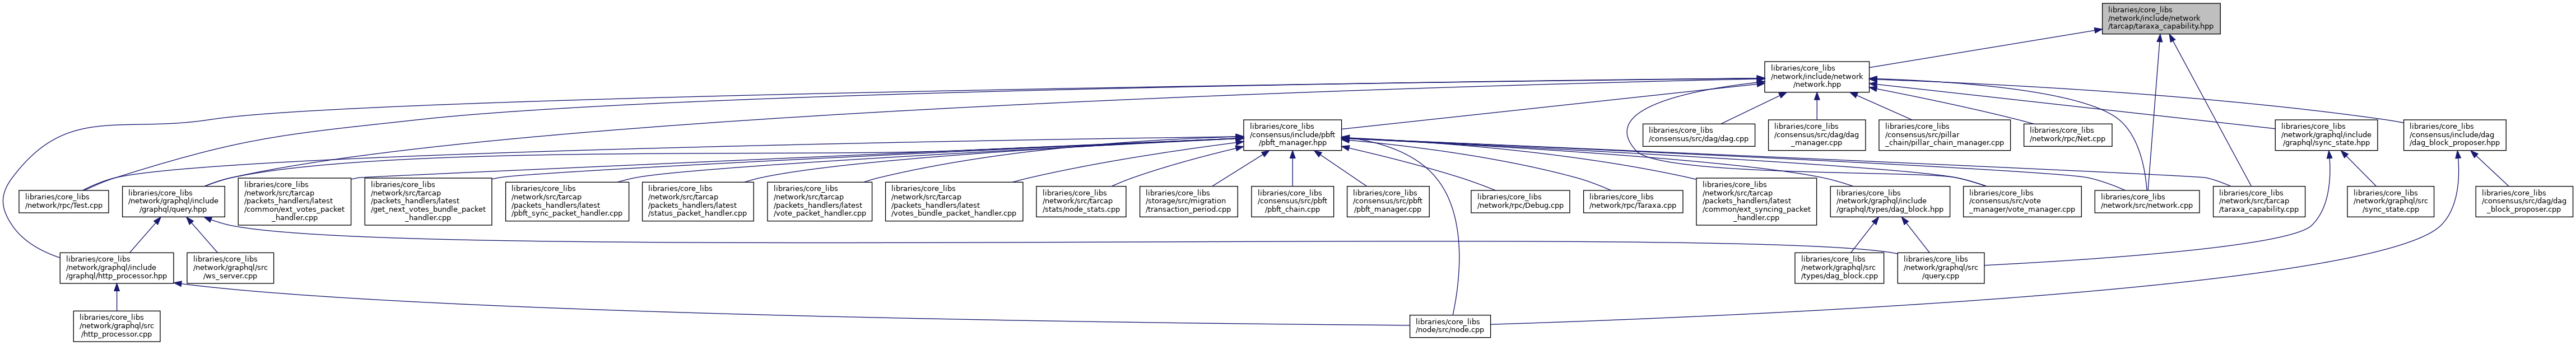 libraries/core_libs
/network/include/network
/tarcap/taraxa_capability.hpp
libraries/core_libs
/network/include/network
/network.hpp
libraries/core_libs
/consensus/include/pbft
/pbft_manager.hpp
libraries/core_libs
/consensus/src/dag/dag.cpp
libraries/core_libs
/consensus/src/dag/dag
_manager.cpp
libraries/core_libs
/consensus/src/pillar
_chain/pillar_chain_manager.cpp
libraries/core_libs
/network/rpc/Net.cpp
libraries/core_libs
/network/graphql/include
/graphql/sync_state.hpp
libraries/core_libs
/consensus/include/dag
/dag_block_proposer.hpp
libraries/core_libs
/network/rpc/Test.cpp
libraries/core_libs
/network/graphql/include
/graphql/query.hpp
libraries/core_libs
/network/src/tarcap
/packets_handlers/latest
/common/ext_votes_packet
_handler.cpp
libraries/core_libs
/network/src/tarcap
/packets_handlers/latest
/get_next_votes_bundle_packet
_handler.cpp
libraries/core_libs
/network/src/tarcap
/packets_handlers/latest
/pbft_sync_packet_handler.cpp
libraries/core_libs
/network/src/tarcap
/packets_handlers/latest
/status_packet_handler.cpp
libraries/core_libs
/network/src/tarcap
/packets_handlers/latest
/vote_packet_handler.cpp
libraries/core_libs
/network/src/tarcap
/packets_handlers/latest
/votes_bundle_packet_handler.cpp
libraries/core_libs
/network/src/tarcap
/stats/node_stats.cpp
libraries/core_libs
/storage/src/migration
/transaction_period.cpp
libraries/core_libs
/consensus/src/pbft
/pbft_chain.cpp
libraries/core_libs
/consensus/src/pbft
/pbft_manager.cpp
libraries/core_libs
/network/rpc/Debug.cpp
libraries/core_libs
/network/rpc/Taraxa.cpp
libraries/core_libs
/network/src/tarcap
/packets_handlers/latest
/common/ext_syncing_packet
_handler.cpp
libraries/core_libs
/network/graphql/include
/graphql/types/dag_block.hpp
libraries/core_libs
/consensus/src/vote
_manager/vote_manager.cpp
libraries/core_libs
/network/src/network.cpp
libraries/core_libs
/network/src/tarcap
/taraxa_capability.cpp
libraries/core_libs
/network/graphql/src
/sync_state.cpp
libraries/core_libs
/consensus/src/dag/dag
_block_proposer.cpp
libraries/core_libs
/network/graphql/include
/graphql/http_processor.hpp
libraries/core_libs
/network/graphql/src
/ws_server.cpp
libraries/core_libs
/network/graphql/src
/types/dag_block.cpp
libraries/core_libs
/network/graphql/src
/query.cpp
libraries/core_libs
/network/graphql/src
/http_processor.cpp
libraries/core_libs
/node/src/node.cpp